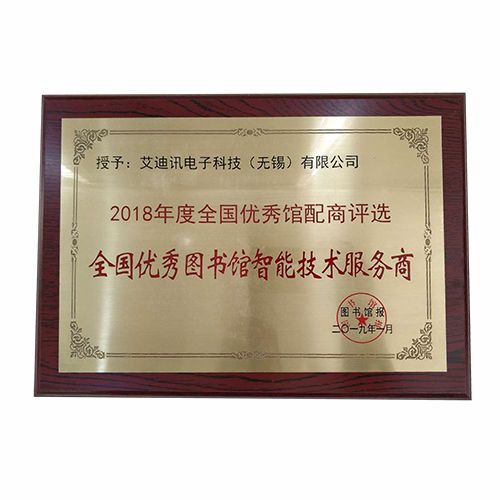 授予：艾迪讯电子科技（无锡）有限公司
2018年度全国优秀馆配商评选
全国优秀图书馆智能技术服务商
图书馆报
二〇一九年一月